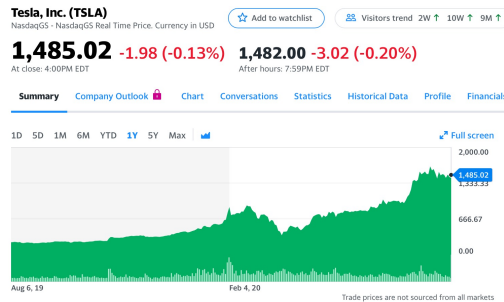 Tesla, Inc. (TSLA)
NasdaqGS - NasdaqGS Real Time Price. Currency in USD
Add to watchlist
Visitors trend 2W ↑ 10W ↑ 9M ↑
1,485.02 -1.98 (-0.13%)
At close: 4:00PM EDT
1,482.00 -3.02 (-0.20%)
After hours: 7:59PM EDT
Summary Company Outlook Chart Conversations Statistics Historical Data Profile Financials
1D 5D 1M 6M YTD 1Y 5Y Max
Full screen
2,000.00
1,485.02
1,333.33
666.67
0.00
Aug 6, 19
Feb 4, 20
Trade prices are not sourced from all markets